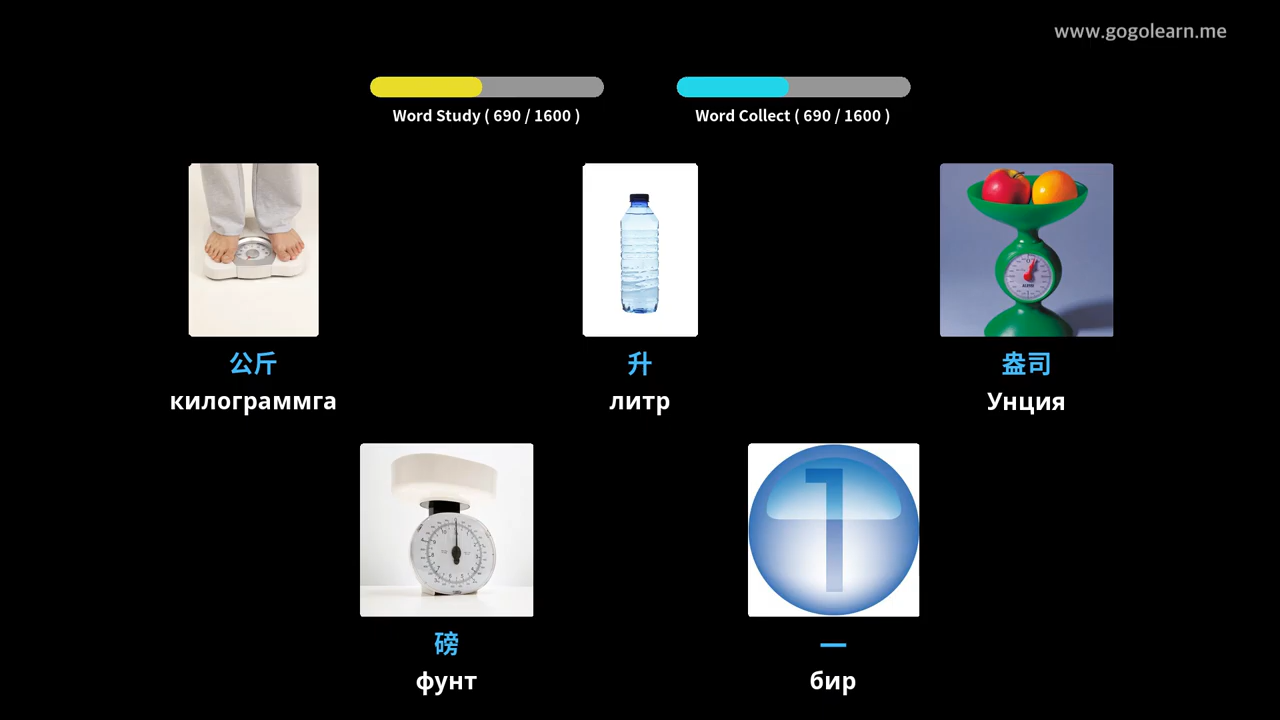 www.gogolearn.me
Word Study ( 690 / 1600 )
Word Collect ( 690 / 1600 )
公斤
килограммга
升
литр
盎司
Унция
磅
фунт
一
бир